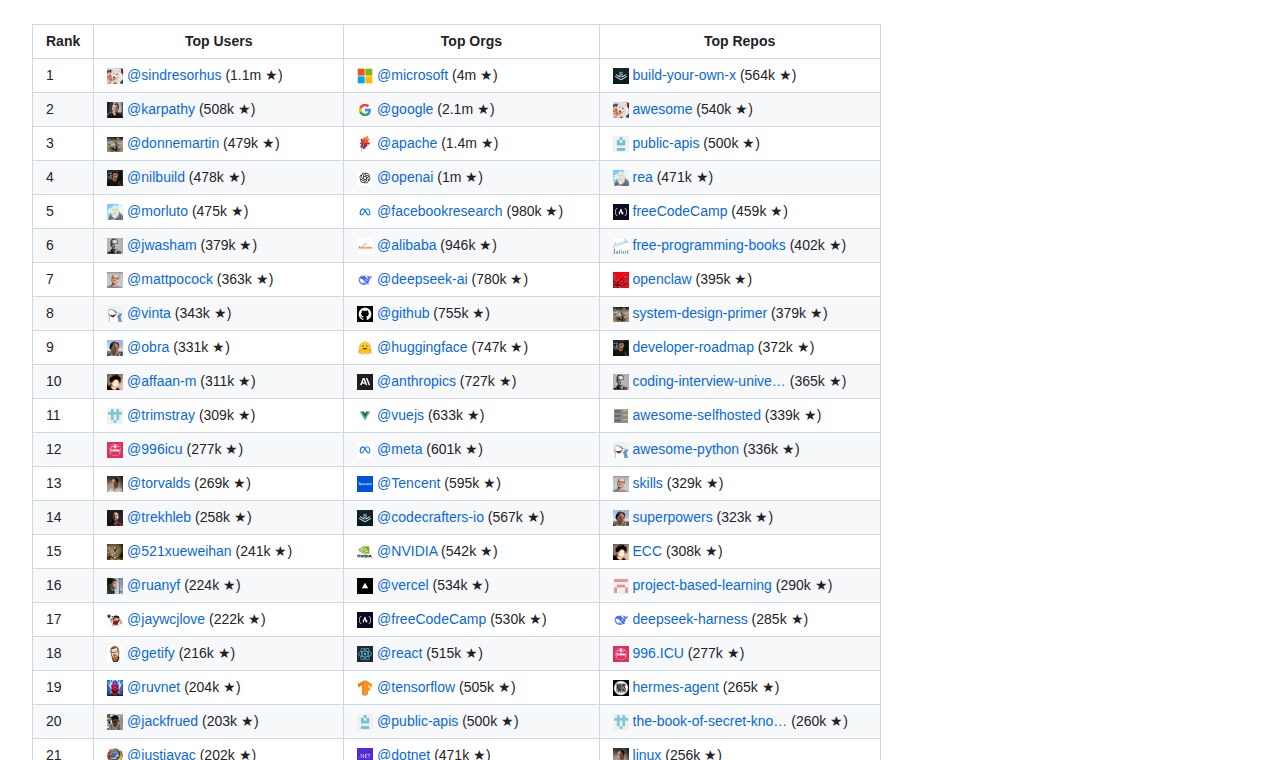 Rank Top Users Top Orgs Top Repos
1 @sindresorhus (1.1m ★) @microsoft (4m ★) build-your-own-x (564k ★)
2 @karpathy (508k ★) @google (2.1m ★) awesome (540k ★)
3 @donnemartin (479k ★) @apache (1.4m ★) public-apis (500k ★)
4 @nilbuild (478k ★) @openai (1m ★) rea (471k ★)
5 @morluto (475k ★) @facebookresearch (980k ★) freeCodeCamp (459k ★)
6 @jwasham (379k ★) @alibaba (946k ★) free-programming-books (402k ★)
7 @mattpocock (363k ★) @deepseek-ai (780k ★) openclaw (395k ★)
8 @vinta (343k ★) @github (755k ★) system-design-primer (379k ★)
9 @obra (331k ★) @huggingface (747k ★) developer-roadmap (372k ★)
10 @affaan-m (311k ★) @anthropics (727k ★) coding-interview-unive… (365k ★)
11 @trimstray (309k ★) @vuejs (633k ★) awesome-selfhosted (339k ★)
12 @996icu (277k ★) @meta (601k ★) awesome-python (336k ★)
13 @torvalds (269k ★) @Tencent (595k ★) skills (329k ★)
14 @trekhleb (258k ★) @codecrafters-io (567k ★) superpowers (323k ★)
15 @521xueweihan (241k ★) @NVIDIA (542k ★) ECC (308k ★)
16 @ruanyf (224k ★) @vercel (534k ★) project-based-learning (290k ★)
17 @jaywcjlove (222k ★) @freeCodeCamp (530k ★) deepseek-harness (285k ★)
18 @getify (216k ★) @react (515k ★) 996.ICU (277k ★)
19 @ruvnet (204k ★) @tensorflow (505k ★) hermes-agent (265k ★)
20 @jackfrued (203k ★) @public-apis (500k ★) the-book-of-secret-kno… (260k ★)
21 @justjavac (202k ★) @dotnet (471k ★) linux (256k ★)